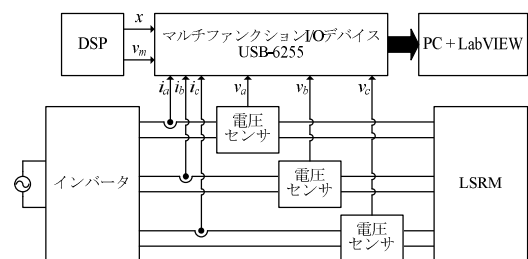 DSP
x
v_m
マルチファンクションI/Oデバイス
USB-6255
PC + LabVIEW
i_a
i_b
i_c
v_a
v_b
v_c
インバータ
電圧
センサ
電圧
センサ
電圧
センサ
LSRM